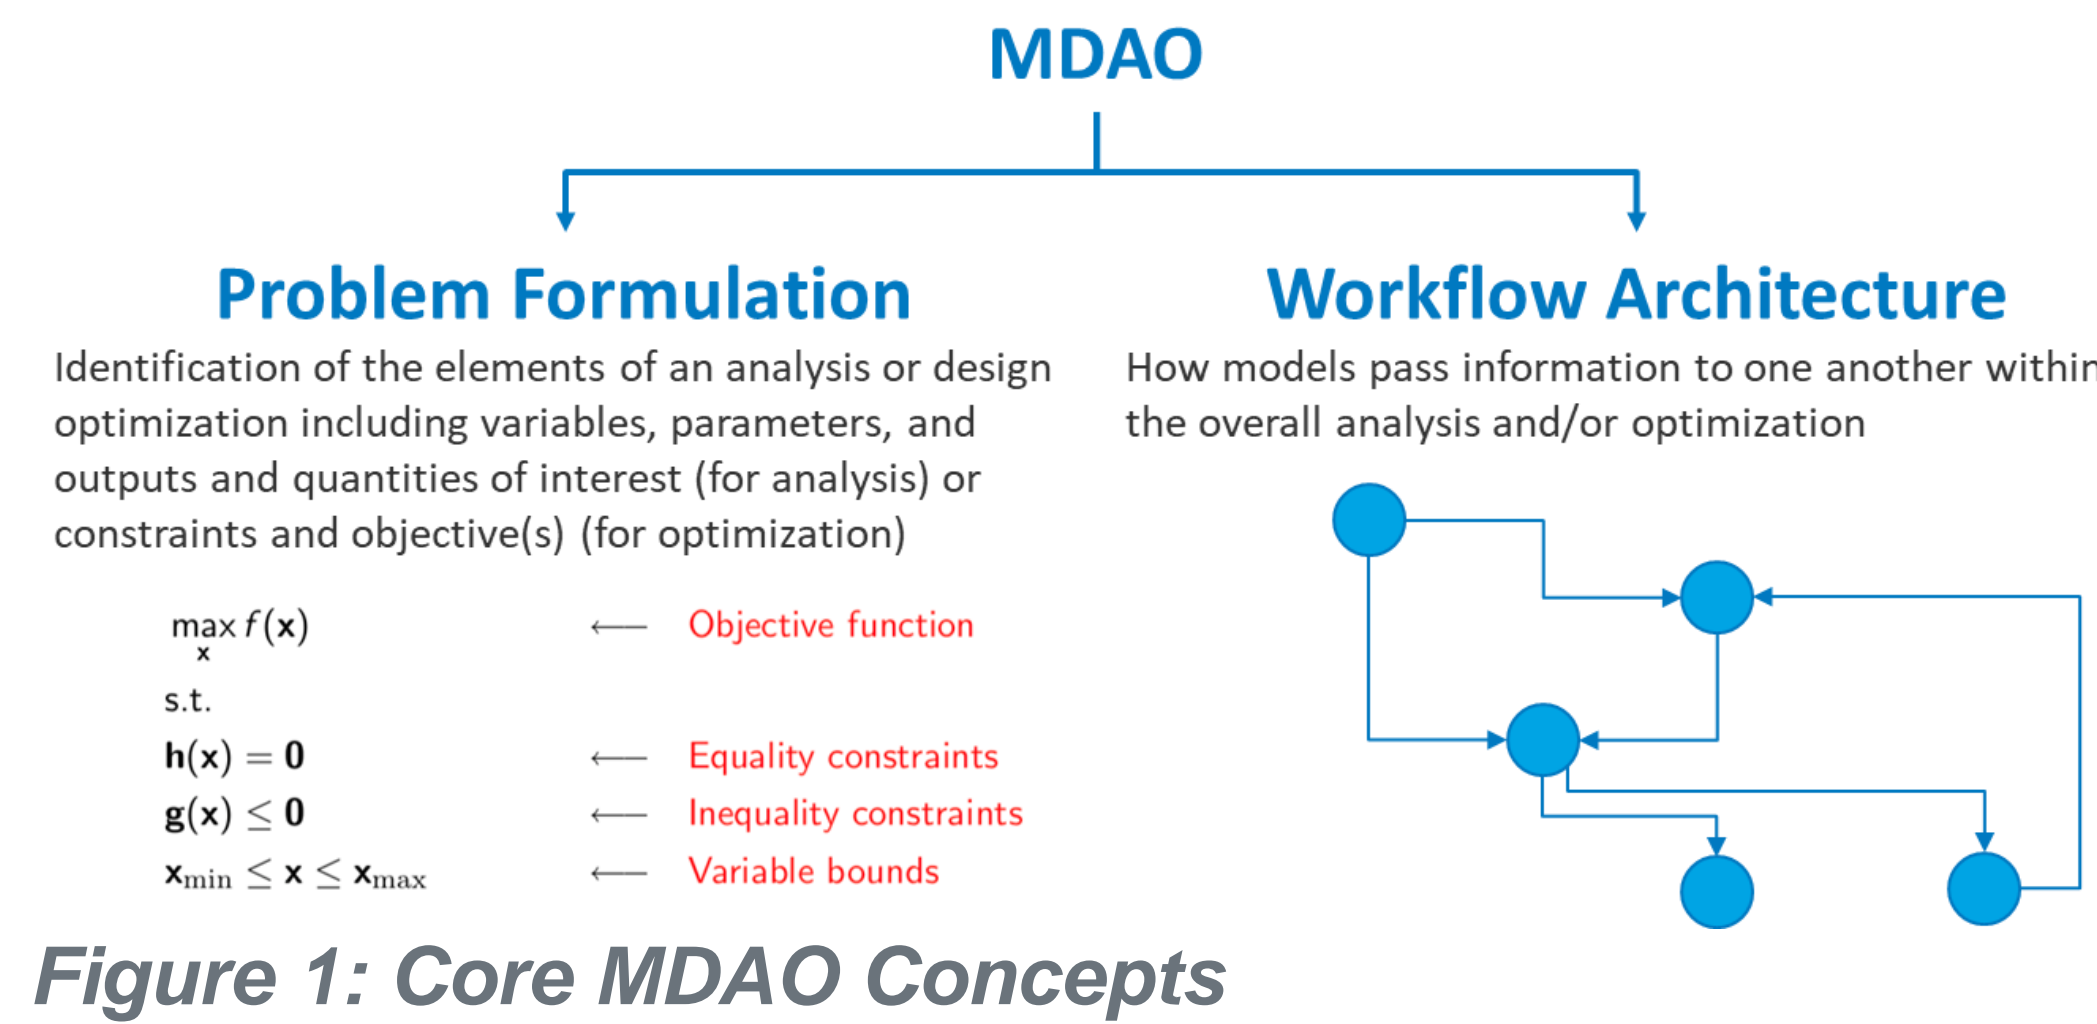 MDAO
Problem Formulation
Identification of the elements of an analysis or design
optimization including variables, parameters, and
outputs and quantities of interest (for analysis) or
constraints and objective(s) (for optimization)
max f(x) ⟵ Objective function
x
s.t.
h(x) = 0 ⟵ Equality constraints
g(x) ≤ 0 ⟵ Inequality constraints
x_min ≤ x ≤ x_max ⟵ Variable bounds
Workflow Architecture
How models pass information to one another within
the overall analysis and/or optimization
Figure 1: Core MDAO Concepts